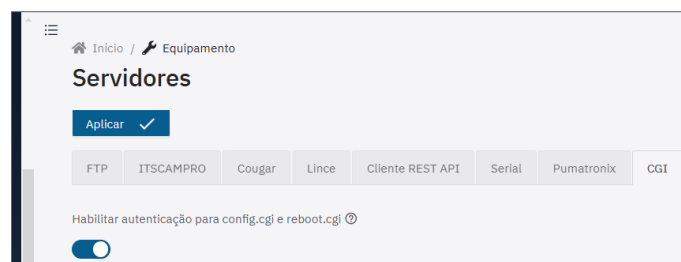 Início / Equipamento
Servidores
Aplicar
FTP ITSCAMPRO Cougar Lince Cliente REST API Serial Pumatronix CGI
Habilitar autenticação para config.cgi e reboot.cgi